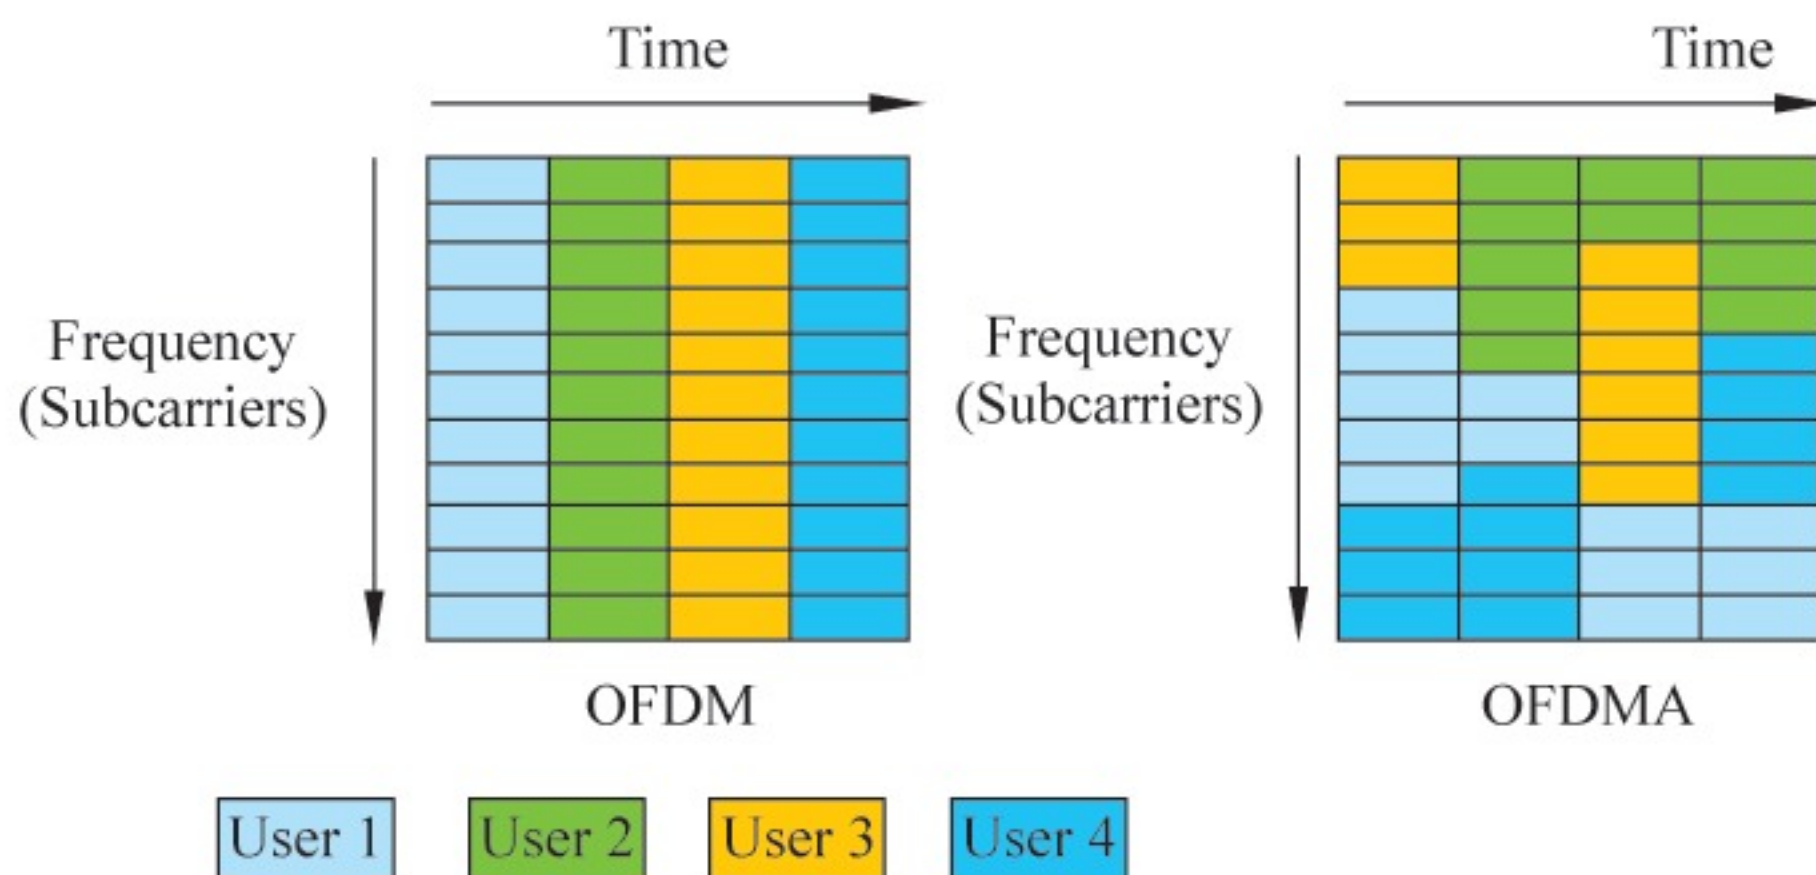 Time
Time
Frequency
(Subcarriers)
Frequency
(Subcarriers)
OFDM
OFDMA
User 1
User 2
User 3
User 4